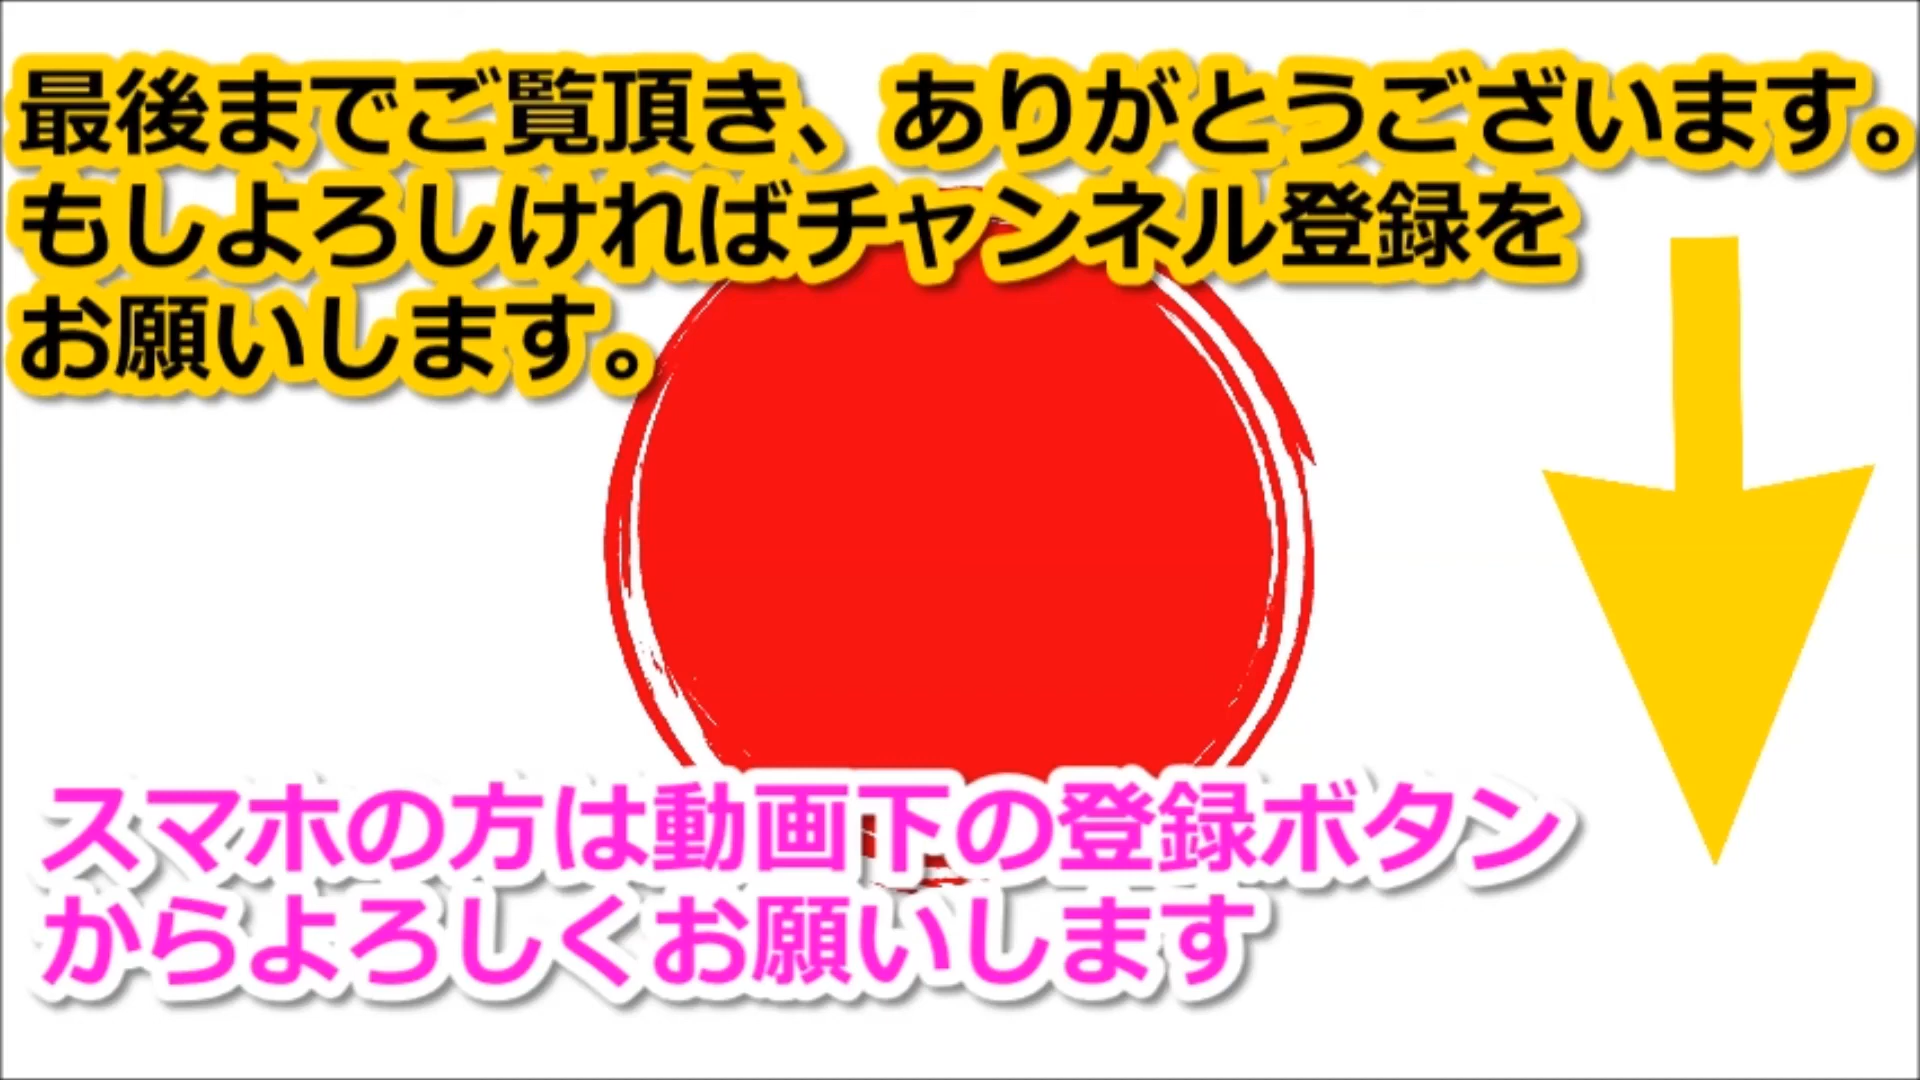 最後までご覧頂き、ありがとうございます。
もしよろしければチャンネル登録を
お願いします。
スマホの方は動画下の登録ボタン
からよろしくお願いします